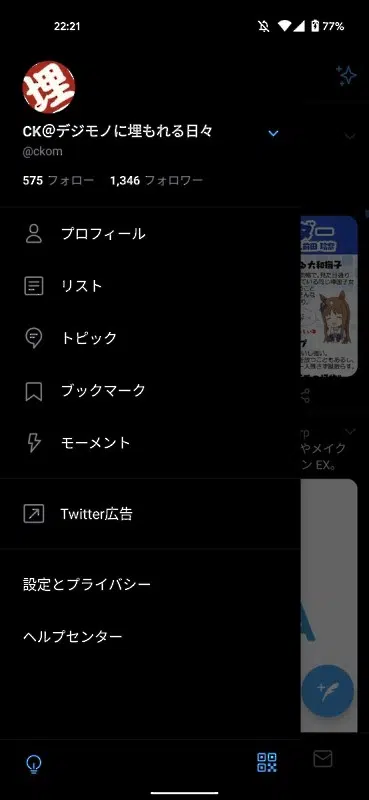 22:21
77%
埋
CK@デジモノに埋もれる日々
@ckom
575 フォロー 1,346 フォロワー
プロフィール
リスト
トピック
ブックマーク
モーメント
Twitter広告
設定とプライバシー
ヘルプセンター
大和撫子
やメイク
ン EX。